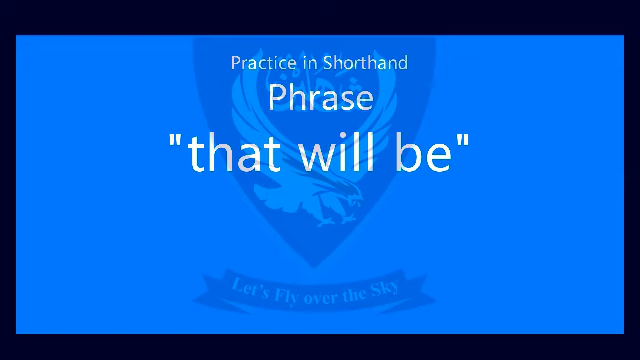 Practice in Shorthand
Phrase
"that will be"
Let's Fly over the Sky